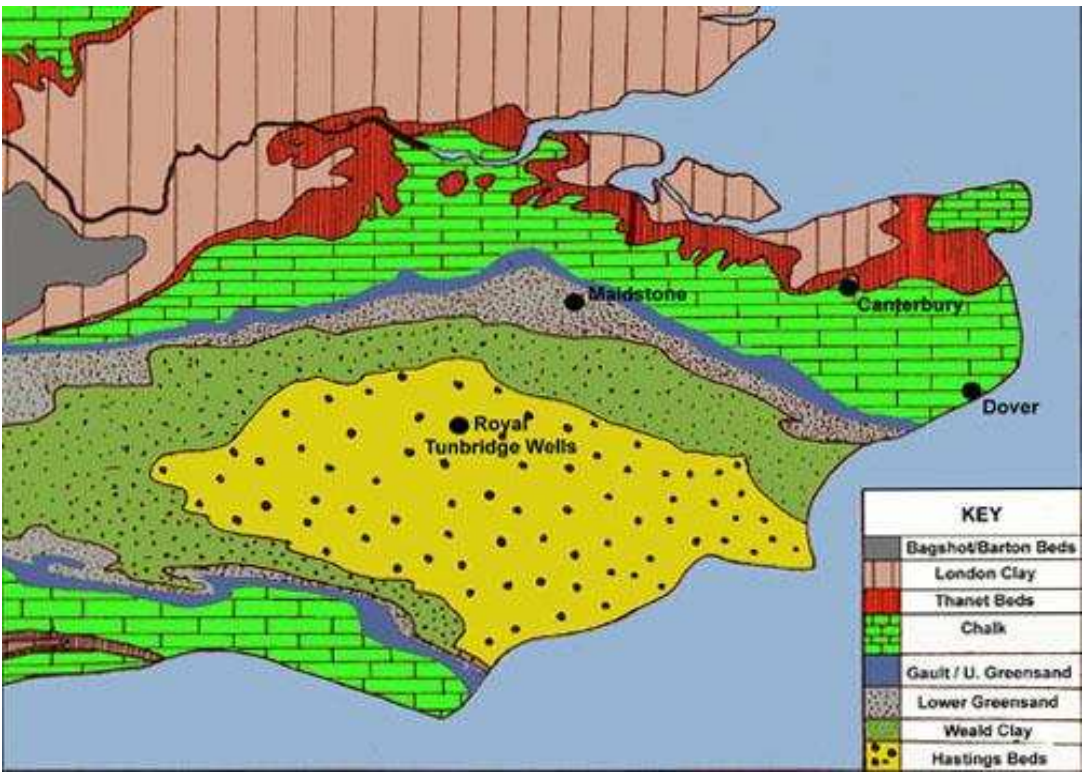 Maidstone
Canterbury
Dover
Royal
Tunbridge Wells
KEY
Bagshot/Barton Beds
London Clay
Thanet Beds
Chalk
Gault / U. Greensand
Lower Greensand
Weald Clay
Hastings Beds